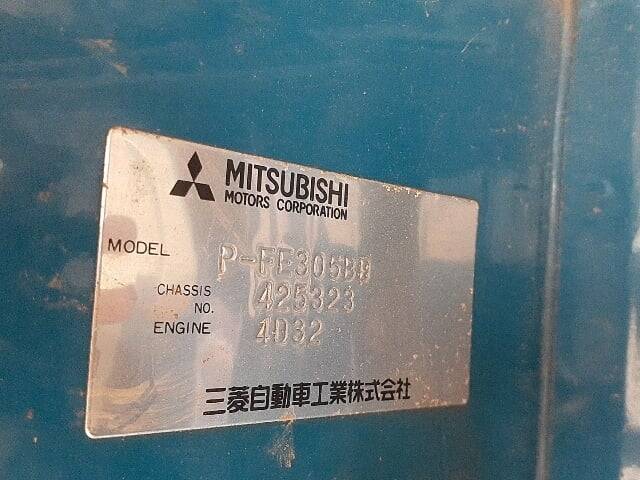 MITSUBISHI
MOTORS CORPORATION
MODEL P-FE305BD
CHASSIS NO. 425323
ENGINE 4D32
三菱自動車工業株式会社